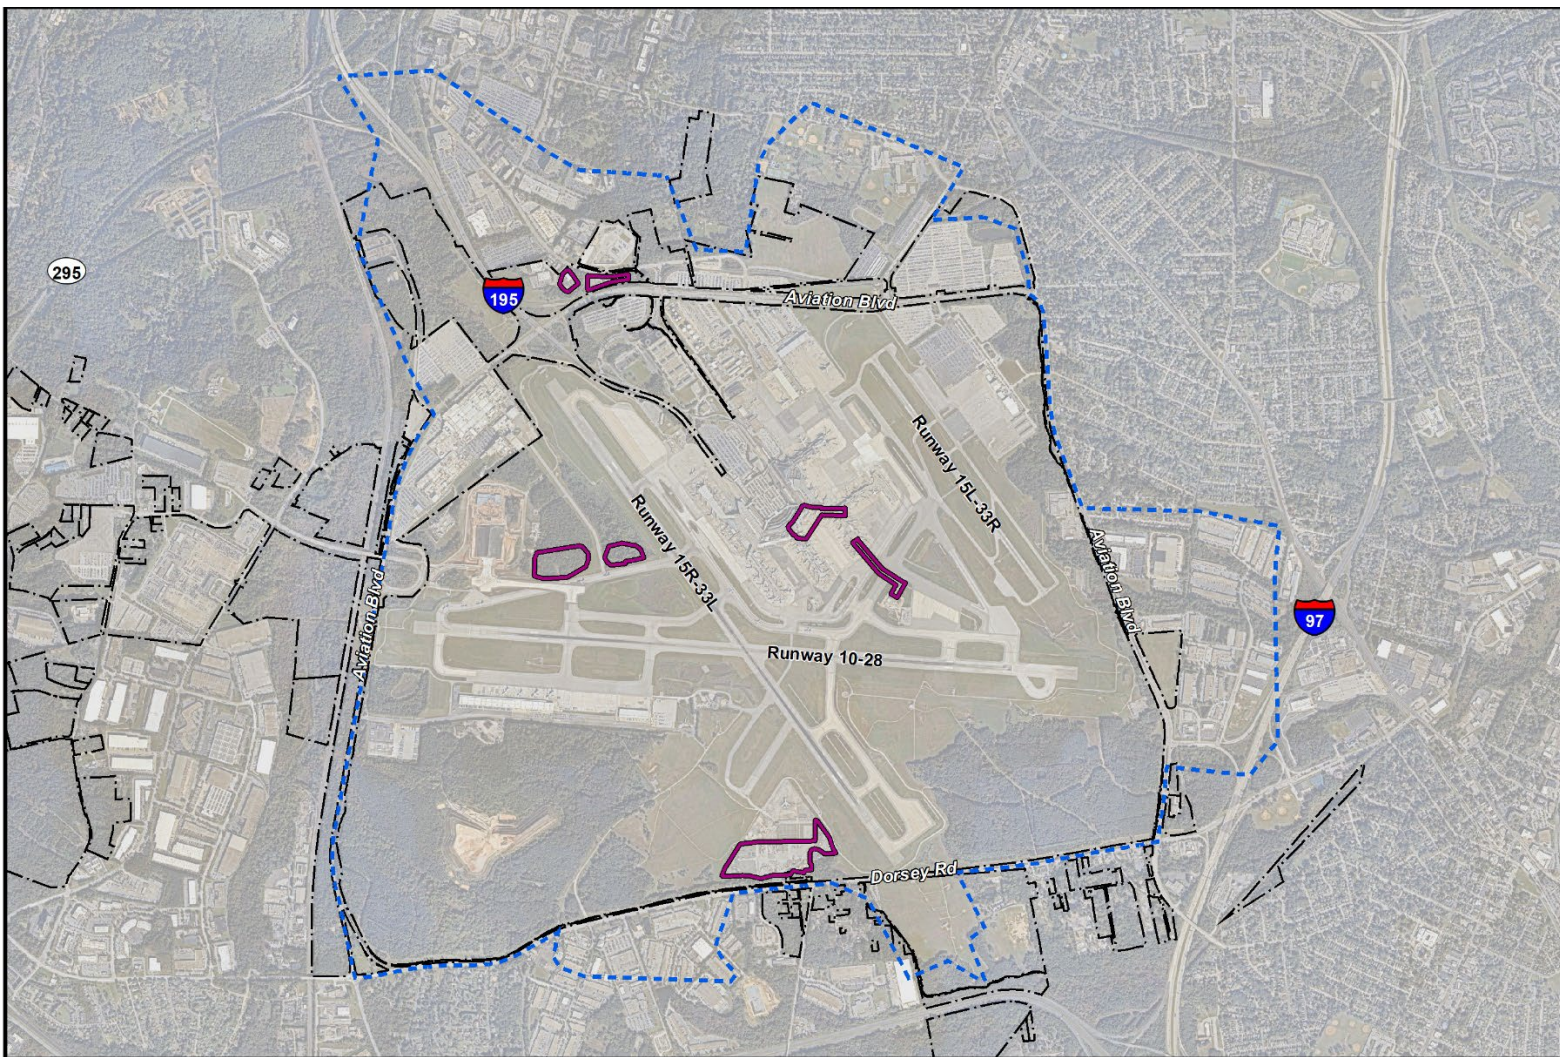 295
195
Aviation Blvd
Runway 15L-33R
Runway 15R-33L
Aviation Blvd
Aviation Blvd
97
Runway 10-28
Dorsey Rd